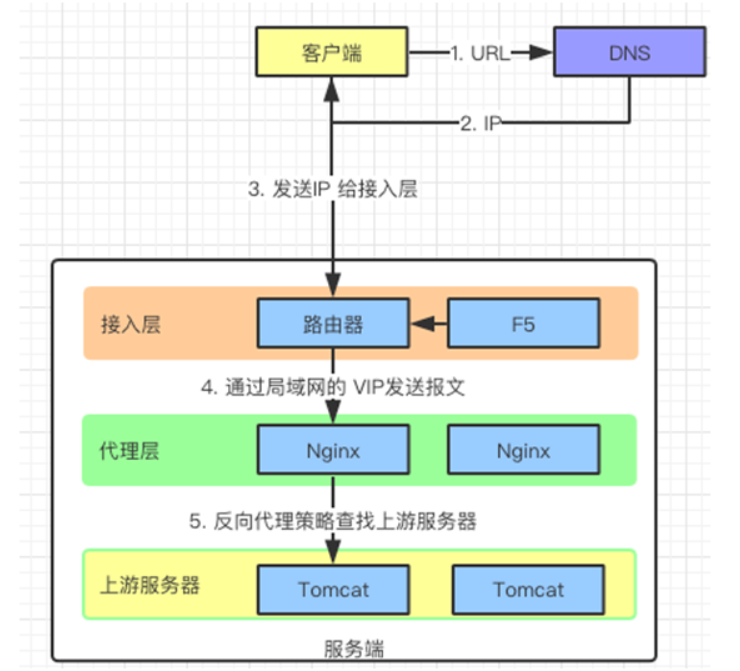 客户端
1. URL
DNS
2. IP
3. 发送IP 给接入层
接入层
路由器
F5
4. 通过局域网的 VIP发送报文
代理层
Nginx
Nginx
5. 反向代理策略查找上游服务器
上游服务器
Tomcat
Tomcat
服务端